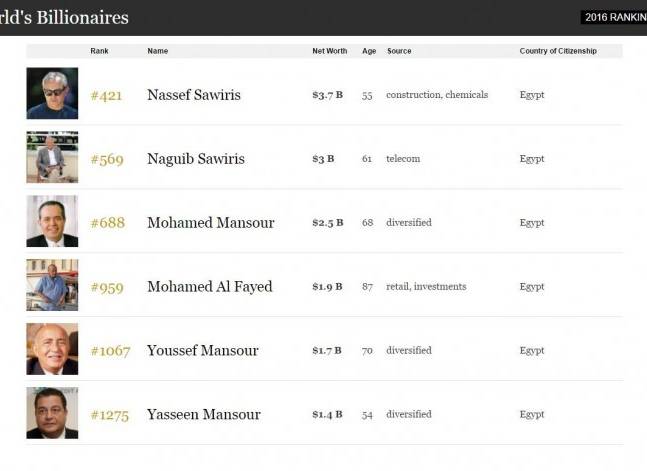 rld's Billionaires
2016 RANKIN
Rank Name Net Worth Age Source Country of Citizenship
#421 Nassef Sawiris $3.7 B 55 construction, chemicals Egypt
#569 Naguib Sawiris $3 B 61 telecom Egypt
#688 Mohamed Mansour $2.5 B 68 diversified Egypt
#959 Mohamed Al Fayed $1.9 B 87 retail, investments Egypt
#1067 Youssef Mansour $1.7 B 70 diversified Egypt
#1275 Yasseen Mansour $1.4 B 54 diversified Egypt